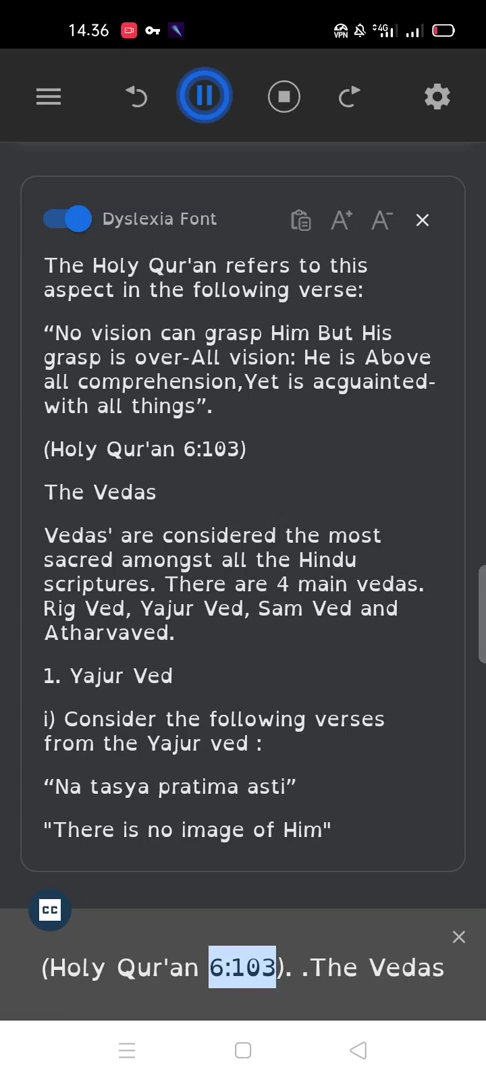 14.36
VPN
4G
Dyslexia Font
A+
A-
The Holy Qur'an refers to this
aspect in the following verse:
“No vision can grasp Him But His
grasp is over-All vision: He is Above
all comprehension,Yet is acguainted-
with all things”.
(Holy Qur'an 6:103)
The Vedas
Vedas' are considered the most
sacred amongst all the Hindu
scriptures. There are 4 main vedas.
Rig Ved, Yajur Ved, Sam Ved and
Atharvaved.
1. Yajur Ved
i) Consider the following verses
from the Yajur ved :
“Na tasya pratima asti”
"There is no image of Him"
CC
(Holy Qur'an 6:103). .The Vedas